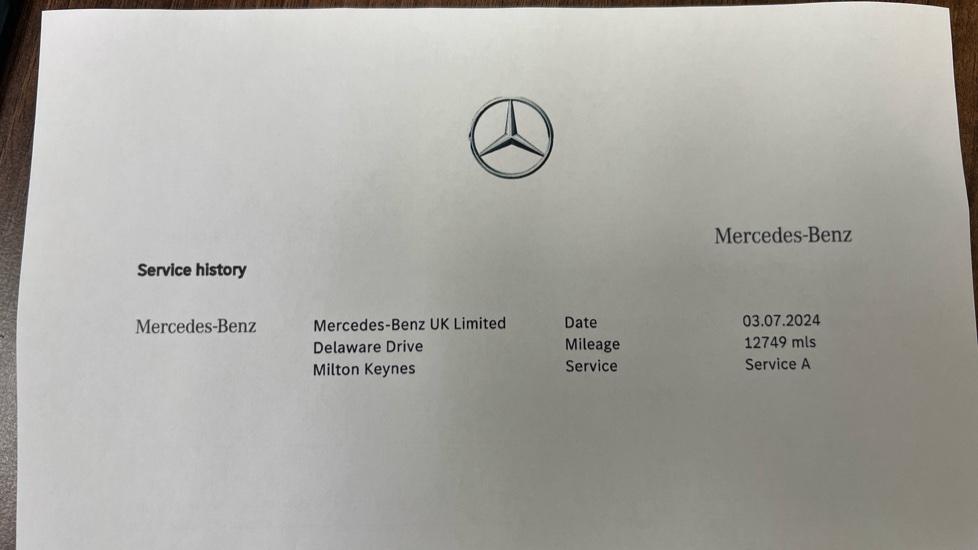 Mercedes-Benz
Service history
Mercedes-Benz Mercedes-Benz UK Limited Date 03.07.2024
Delaware Drive Mileage 12749 mls
Milton Keynes Service Service A